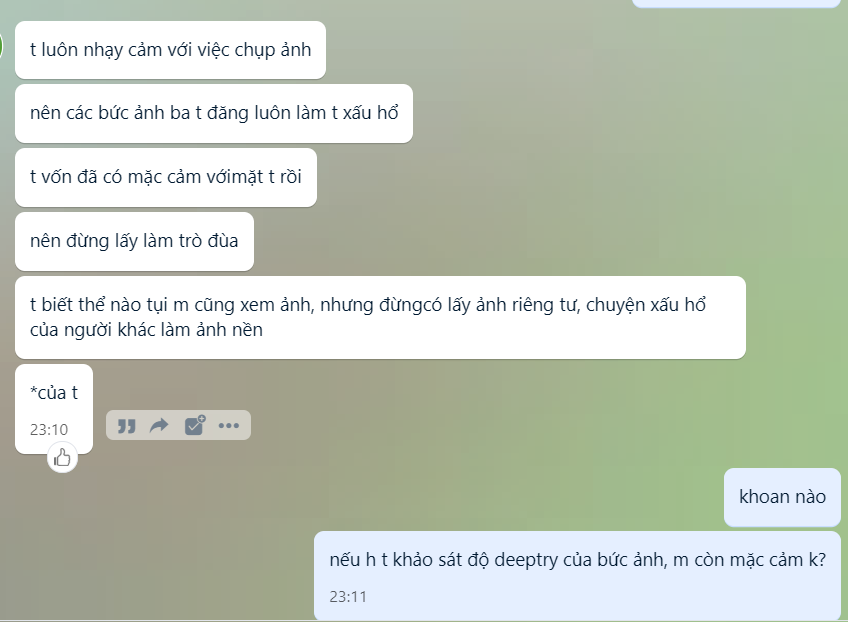 t luôn nhạy cảm với việc chụp ảnh
nên các bức ảnh ba t đăng luôn làm t xấu hổ
t vốn đã có mặc cảm vớimặt t rồi
nên đừng lấy làm trò đùa
t biết thể nào tụi m cũng xem ảnh, nhưng đừngcó lấy ảnh riêng tư, chuyện xấu hổ
của người khác làm ảnh nền
*của t
23:10
khoan nào
nếu h t khảo sát độ deeptry của bức ảnh, m còn mặc cảm k?
23:11